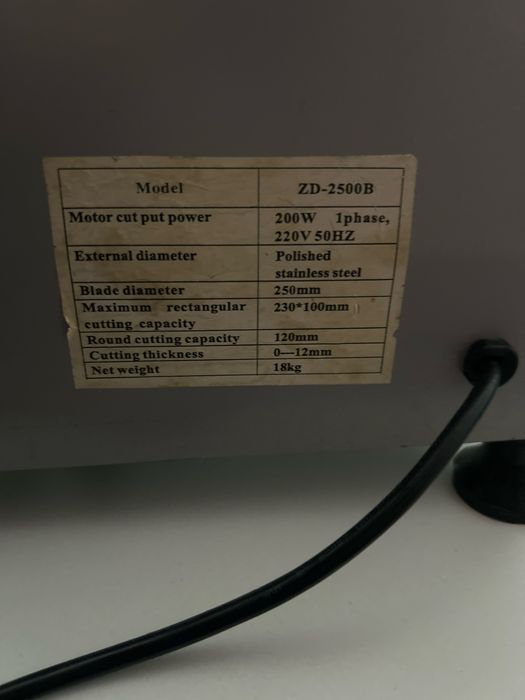 Model ZD-2500B
Motor cut put power 200W 1phase,
220V 50HZ
External diameter Polished
stainless steel
Blade diameter 250mm
Maximum rectangular 230*100mm
cutting capacity
Round cutting capacity 120mm
Cutting thickness 0—12mm
Net weight 18kg